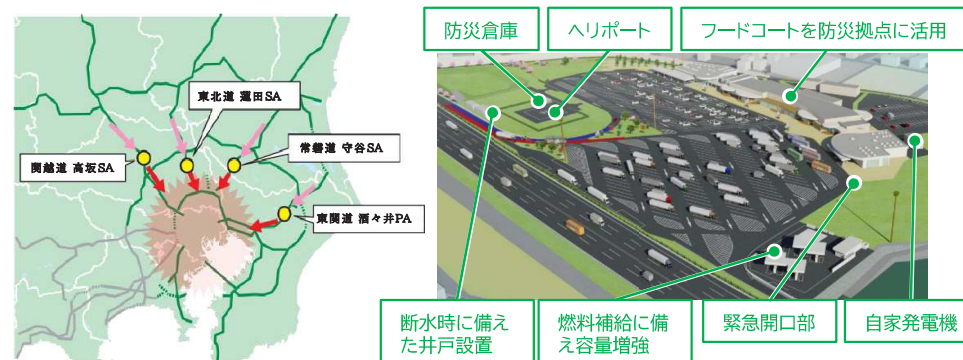 東北道 蓮田SA
常磐道 守谷SA
関越道 高坂SA
東関道 酒々井PA
防災倉庫
ヘリポート
フードコートを防災拠点に活用
断水時に備え
た井戸設置
燃料補給に備
え容量増強
緊急開口部
自家発電機